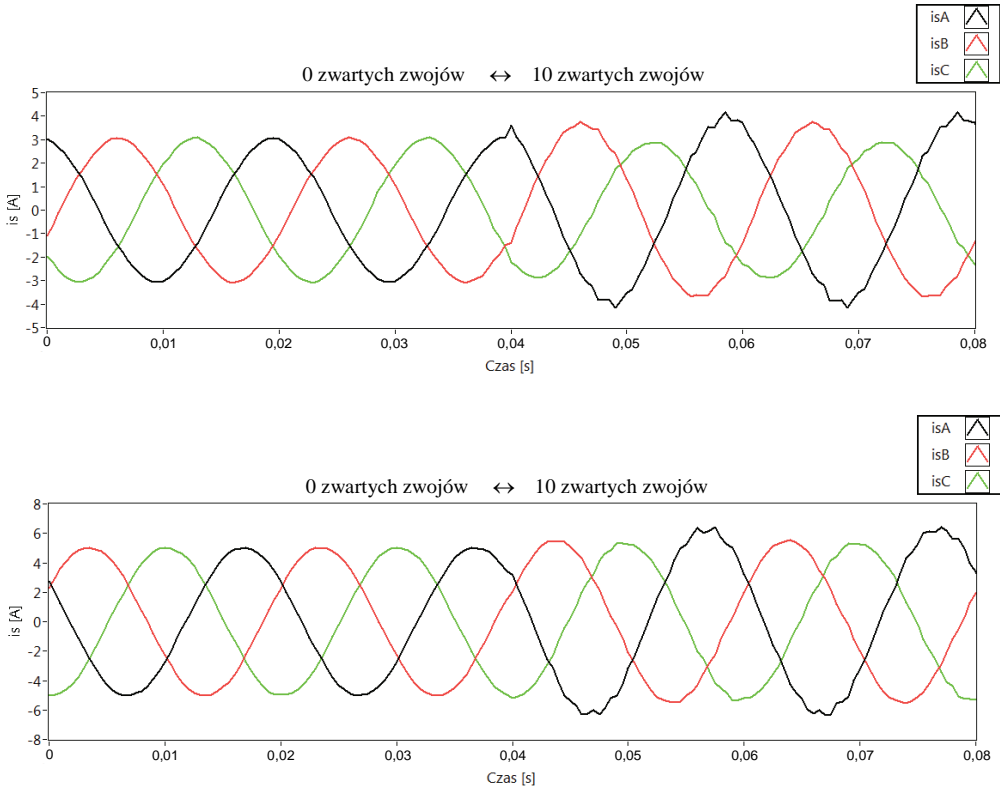 isA
isB
isC
0 zwartych zwojów ↔ 10 zwartych zwojów
5
4
3
2
1
0
-1
-2
-3
-4
-5
is [A]
0 0,01 0,02 0,03 0,04 0,05 0,06 0,07 0,08
Czas [s]
isA
isB
isC
0 zwartych zwojów ↔ 10 zwartych zwojów
8
6
4
2
0
-2
-4
-6
-8
is [A]
0 0,01 0,02 0,03 0,04 0,05 0,06 0,07 0,08
Czas [s]